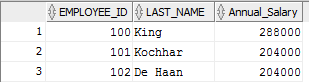 EMPLOYEE_ID LAST_NAME Annual_Salary
1 100 King 288000
2 101 Kochhar 204000
3 102 De Haan 204000